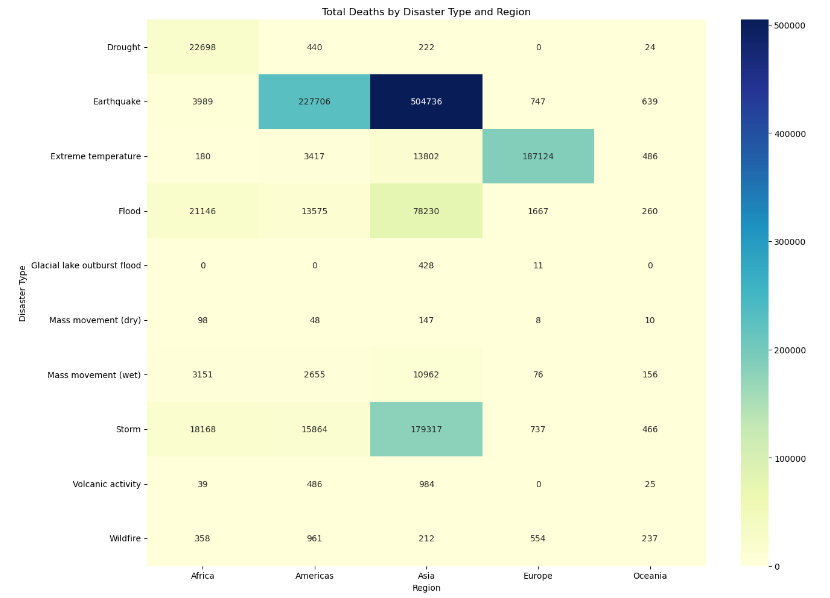 Total Deaths by Disaster Type and Region
Disaster Type
Drought 22698 440 222 0 24
Earthquake 3989 227706 504736 747 639
Extreme temperature 180 3417 13802 187124 486
Flood 21146 13575 78230 1667 260
Glacial lake outburst flood 0 0 428 11 0
Mass movement (dry) 98 48 147 8 10
Mass movement (wet) 3151 2655 10962 76 156
Storm 18168 15864 179317 737 466
Volcanic activity 39 486 984 0 25
Wildfire 358 961 212 554 237
Africa Americas Asia Europe Oceania
Region
500000
400000
300000
200000
100000
0